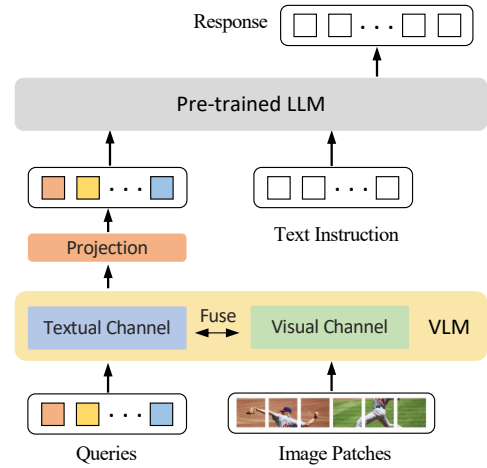 Response
Pre-trained LLM
Text Instruction
Projection
Textual Channel
Fuse
Visual Channel
VLM
Queries
Image Patches